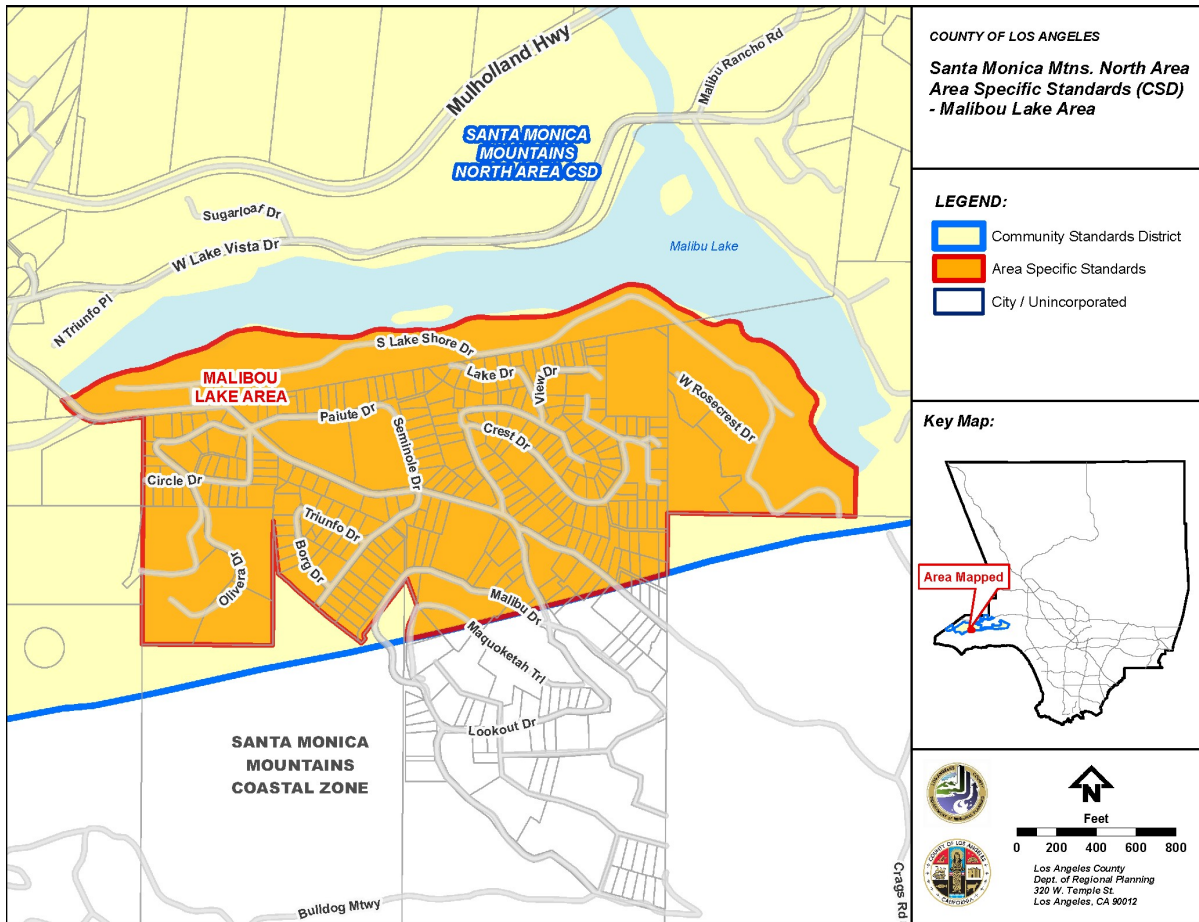 Mulholland Hwy
Malibu Rancho Rd
SANTA MONICA
MOUNTAINS
NORTH AREA CSD
Sugarloaf Dr
W Lake Vista Dr
Malibu Lake
N Triunfo Pl
S Lake Shore Dr
MALIBOU
LAKE AREA
Lake Dr
View Dr
W Rosecrest Dr
Paiute Dr
Seminole Dr
Crest Dr
Circle Dr
Triunfo Dr
Borg Dr
Olivera Dr
Malibu Dr
Maquoketah Trl
Lookout Dr
SANTA MONICA
MOUNTAINS
COASTAL ZONE
Bulldog Mtwy
Crags Rd
COUNTY OF LOS ANGELES
Santa Monica Mtns. North Area
Area Specific Standards (CSD)
- Malibou Lake Area
LEGEND:
Community Standards District
Area Specific Standards
City / Unincorporated
Key Map:
Area Mapped
N
Feet
0 200 400 600 800
Los Angeles County
Dept. of Regional Planning
320 W. Temple St.
Los Angeles, CA 90012